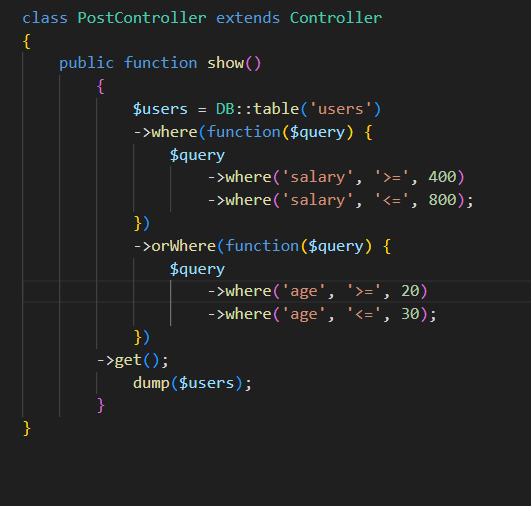 class PostController extends Controller
{
    public function show()
        {
            $users = DB::table('users')
            ->where(function($query) {
                $query
                    ->where('salary', '>=', 400)
                    ->where('salary', '<=', 800);
            })
            ->orWhere(function($query) {
                $query
                    ->where('age', '>=', 20)
                    ->where('age', '<=', 30);
            })
        ->get();
            dump($users);
        }
}